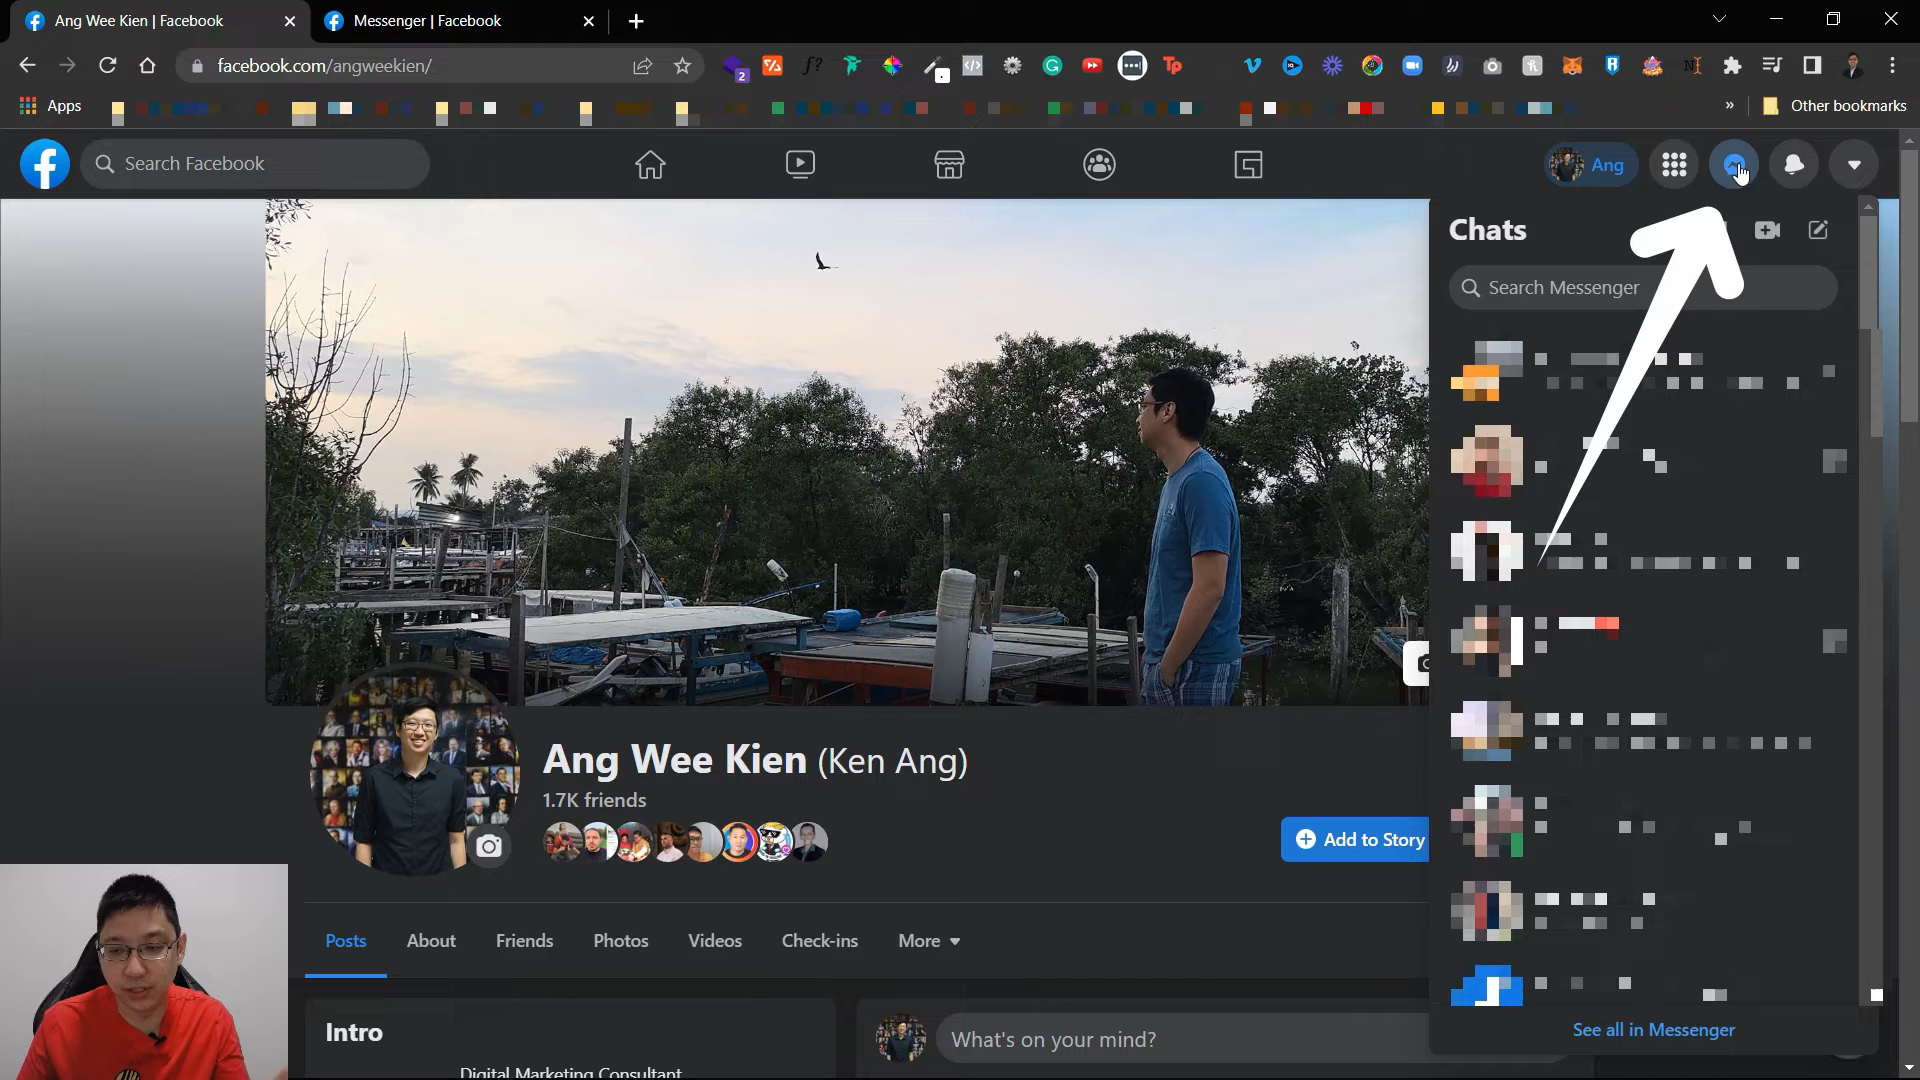 Ang Wee Kien | Facebook
Messenger | Facebook
facebook.com/angweekien/
2
Apps
Other bookmarks
Search Facebook
Ang
Chats
Search Messenger
Ang Wee Kien (Ken Ang)
1.7K friends
Add to Story
Posts
About
Friends
Photos
Videos
Check-ins
More
Intro
What's on your mind?
See all in Messenger
Digital Marketing Consultant